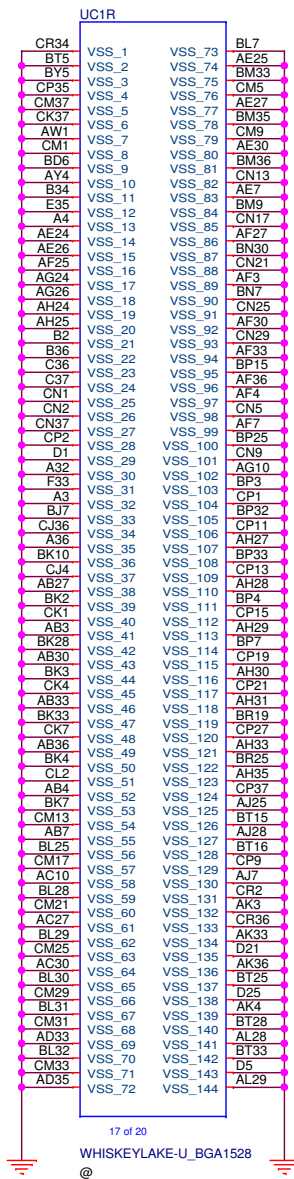 UC1R
CR34 VSS_1 VSS_73 BL7
BT5 VSS_2 VSS_74 AE25
BY5 VSS_3 VSS_75 BM33
CP35 VSS_4 VSS_76 CM5
CM37 VSS_5 VSS_77 AE27
CK37 VSS_6 VSS_78 BM35
AW1 VSS_7 VSS_79 CM9
CM1 VSS_8 VSS_80 AE30
BD6 VSS_9 VSS_81 BM36
AY4 VSS_10 VSS_82 CN13
B34 VSS_11 VSS_83 AE7
E35 VSS_12 VSS_84 BM9
A4 VSS_13 VSS_85 CN17
AE24 VSS_14 VSS_86 AF27
AE26 VSS_15 VSS_87 BN30
AF25 VSS_16 VSS_88 CN21
AG24 VSS_17 VSS_89 AF3
AG26 VSS_18 VSS_90 BN7
AH24 VSS_19 VSS_91 CN25
AH25 VSS_20 VSS_92 AF30
B2 VSS_21 VSS_93 CN29
B36 VSS_22 VSS_94 AF33
C36 VSS_23 VSS_95 BP15
C37 VSS_24 VSS_96 AF36
CN1 VSS_25 VSS_97 AF4
CN2 VSS_26 VSS_98 CN5
CN37 VSS_27 VSS_99 AF7
CP2 VSS_28 VSS_100 BP25
D1 VSS_29 VSS_101 CN9
A32 VSS_30 VSS_102 AG10
F33 VSS_31 VSS_103 BP3
A3 VSS_32 VSS_104 CP1
BJ7 VSS_33 VSS_105 BP32
CJ36 VSS_34 VSS_106 CP11
A36 VSS_35 VSS_107 AH27
BK10 VSS_36 VSS_108 BP33
CJ4 VSS_37 VSS_109 CP13
AB27 VSS_38 VSS_110 AH28
BK2 VSS_39 VSS_111 BP4
CK1 VSS_40 VSS_112 CP15
AB3 VSS_41 VSS_113 AH29
BK28 VSS_42 VSS_114 BP7
AB30 VSS_43 VSS_115 CP19
BK3 VSS_44 VSS_116 AH30
CK4 VSS_45 VSS_117 CP21
AB33 VSS_46 VSS_118 AH31
BK33 VSS_47 VSS_119 BR19
CK7 VSS_48 VSS_120 CP27
AB36 VSS_49 VSS_121 AH33
BK4 VSS_50 VSS_122 BR25
CL2 VSS_51 VSS_123 AH35
AB4 VSS_52 VSS_124 CP37
BK7 VSS_53 VSS_125 AJ25
CM13 VSS_54 VSS_126 BT15
AB7 VSS_55 VSS_127 AJ28
BL25 VSS_56 VSS_128 BT16
CM17 VSS_57 VSS_129 CP9
AC10 VSS_58 VSS_130 AJ7
BL28 VSS_59 VSS_131 CR2
CM21 VSS_60 VSS_132 AK3
AC27 VSS_61 VSS_133 CR36
BL29 VSS_62 VSS_134 AK33
CM25 VSS_63 VSS_135 D21
AC30 VSS_64 VSS_136 AK36
BL30 VSS_65 VSS_137 BT25
CM29 VSS_66 VSS_138 D25
BL31 VSS_67 VSS_139 AK4
CM31 VSS_68 VSS_140 BT28
AD33 VSS_69 VSS_141 AL28
BL32 VSS_70 VSS_142 BT33
CM33 VSS_71 VSS_143 D5
AD35 VSS_72 VSS_144 AL29
17 of 20
WHISKEYLAKE-U_BGA1528
@